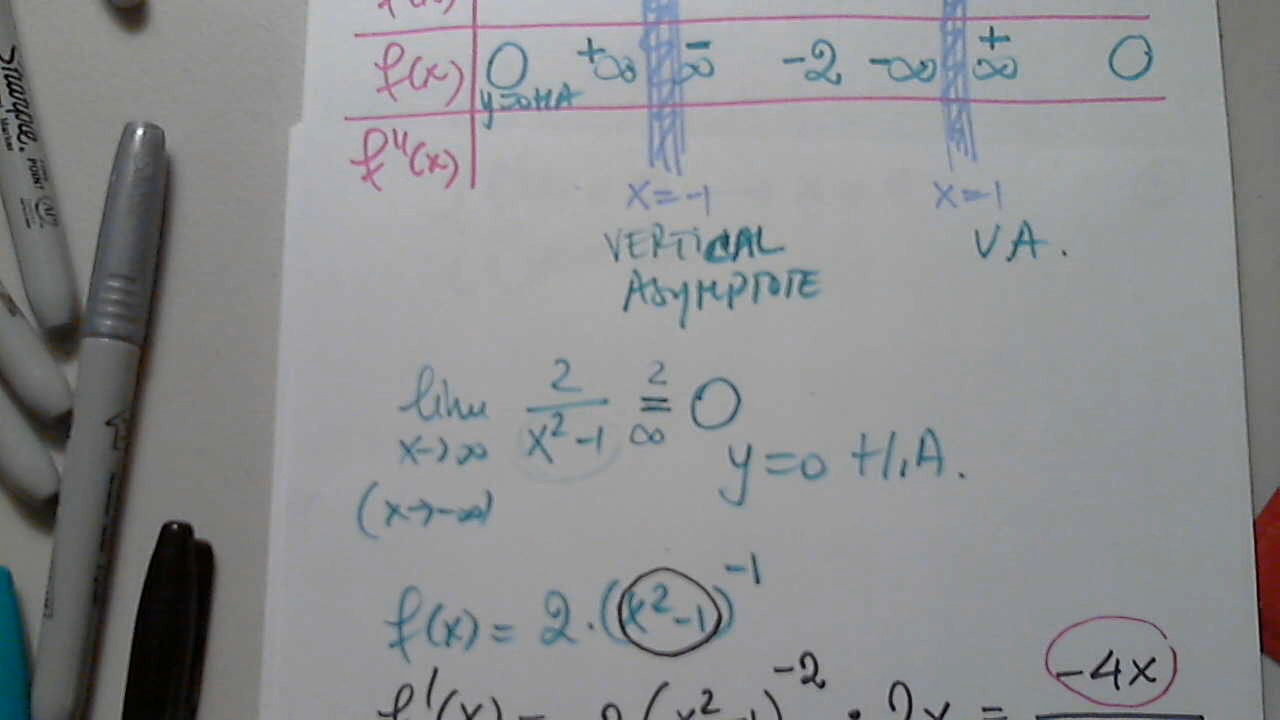 f(x) 0 +∞ -∞ -2 -∞ +∞ 0
y=0 HA
f"(x)
x=-1 x=1
VERTICAL V A.
ASYMPTOTE
lim 2/(x²-1) = 2/∞ = 0
x→∞
y=0 H.A.
(x→-∞)
f(x) = 2.(x²-1)⁻¹
-4x
Sharpie